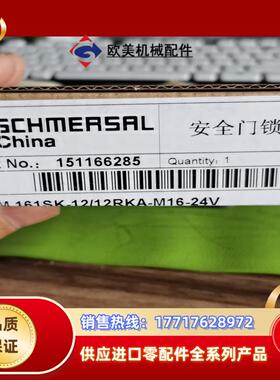 欧美机械配件
SCHMERSAL
China
安全门锁
No.: 151166285
Quantity: 1
161SK-12/12RKA-M16-24V
品质
保证
销售热线：17717628972
供应进口零配件全系列产品